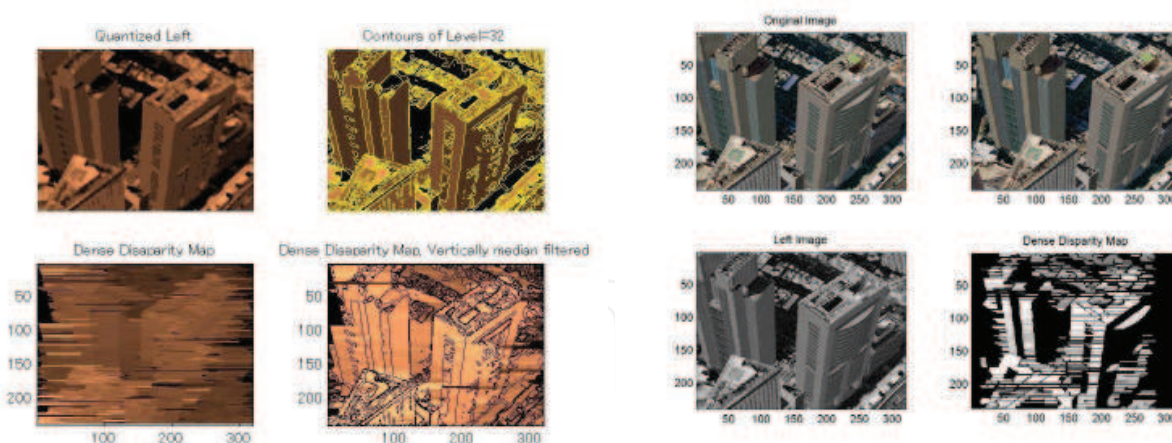 Quantized Left
Contours of Level=32
Dense Disaparity Map
50
100
150
200
100 200 300
Dense Disaparity Map, Vertically median filtered
50
100
150
200
100 200 300
Original Image
50
100
150
200
50 100 150 200 250 300
50
100
150
200
50 100 150 200 250 300
Left Image
50
100
150
200
50 100 150 200 250 300
Dense Disparity Map
50
100
150
200
50 100 150 200 250 300